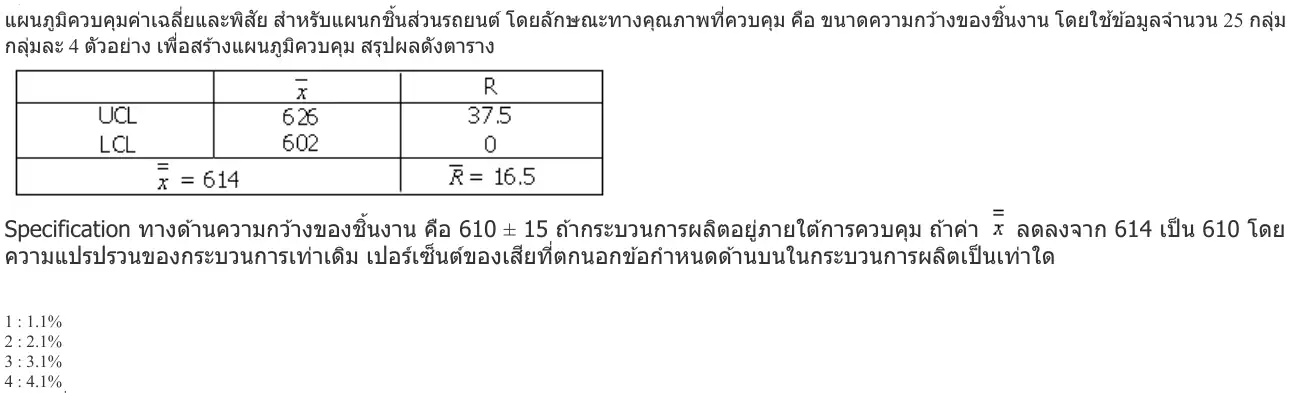 แผนภูมิควบคุมค่าเฉลี่ยและพิสัย สำหรับแผนกชิ้นส่วนรถยนต์ โดยลักษณะทางคุณภาพที่ควบคุม คือ ขนาดความกว้างของชิ้นงาน โดยใช้ข้อมูลจำนวน 25 กลุ่ม
กลุ่มละ 4 ตัวอย่าง เพื่อสร้างแผนภูมิควบคุม สรุปผลดังตาราง
x̅ R
UCL 626 37.5
LCL 602 0
x̿ = 614 R̅ = 16.5
Specification ทางด้านความกว้างของชิ้นงาน คือ 610 ± 15 ถ้ากระบวนการผลิตอยู่ภายใต้การควบคุม ถ้าค่า x̿ ลดลงจาก 614 เป็น 610 โดย
ความแปรปรวนของกระบวนการเท่าเดิม เปอร์เซ็นต์ของเสียที่ตกนอกข้อกำหนดด้านบนในกระบวนการผลิตเป็นเท่าใด
1 : 1.1%
2 : 2.1%
3 : 3.1%
4 : 4.1%